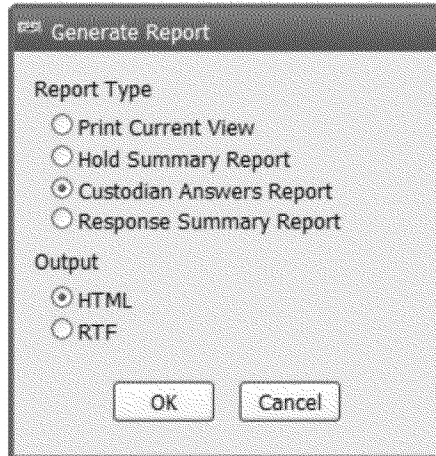 Generate Report
Report Type
Print Current View
Hold Summary Report
Custodian Answers Report
Response Summary Report
Output
HTML
RTF
OK Cancel